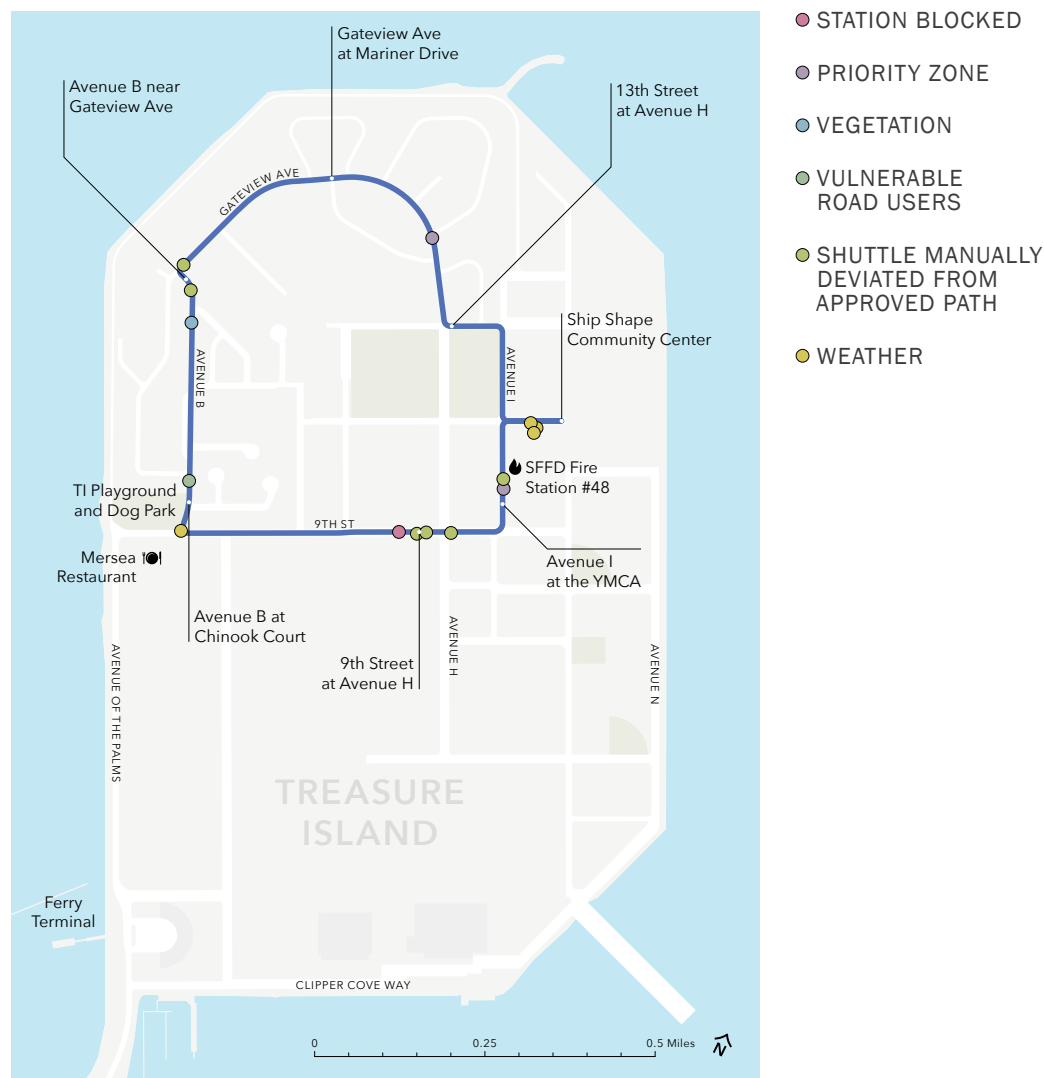 Gateview Ave
at Mariner Drive
Avenue B near
Gateview Ave
13th Street
at Avenue H
GATEVIEW AVE
Ship Shape
Community Center
AVENUE B
AVENUE I
SFFD Fire
Station #48
TI Playground
and Dog Park
9TH ST
Mersea
Restaurant
Avenue I
at the YMCA
Avenue B at
Chinook Court
9th Street
at Avenue H
AVENUE H
AVENUE N
AVENUE OF THE PALMS
TREASURE
ISLAND
Ferry
Terminal
CLIPPER COVE WAY
0 0.25 0.5 Miles
N
STATION BLOCKED
PRIORITY ZONE
VEGETATION
VULNERABLE
ROAD USERS
SHUTTLE MANUALLY
DEVIATED FROM
APPROVED PATH
WEATHER